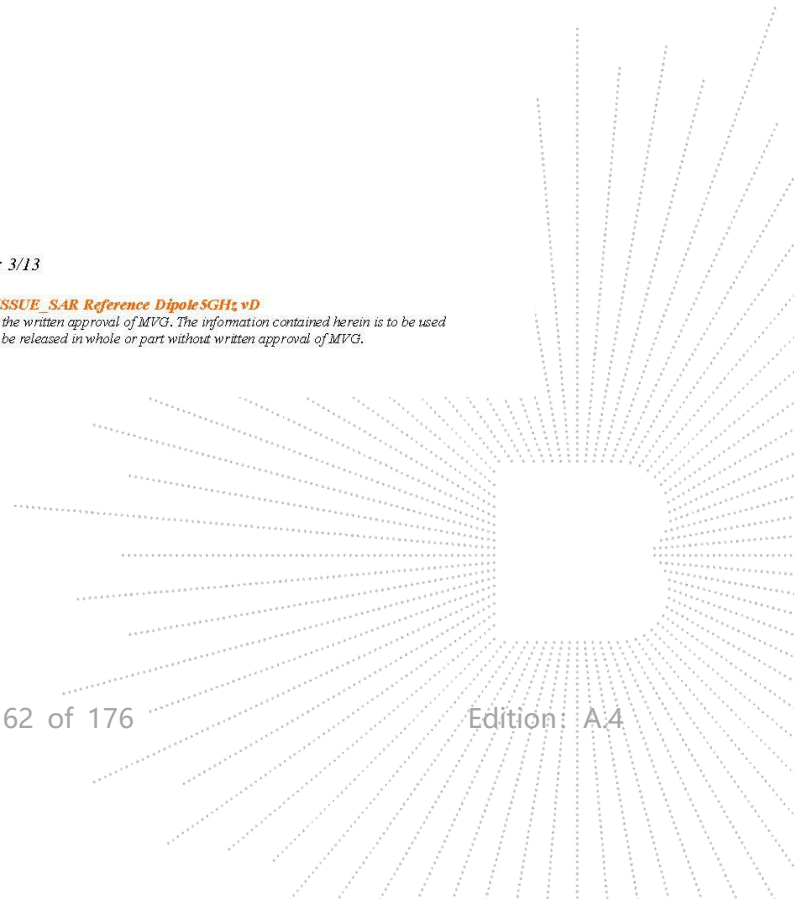 : 3/13
ISSUE_SAR Reference Dipole5GHz vD
the written approval of MVG. The information contained herein is to be used
be released in whole or part without written approval of MVG.
62 of 176
Edition: A.4